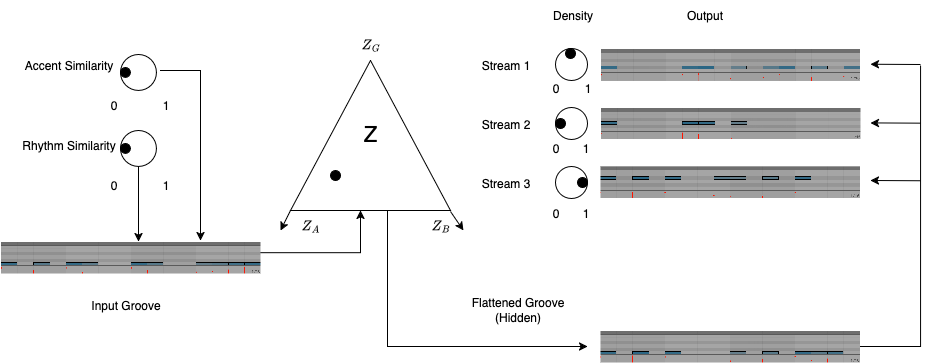 Density
Output
Accent Similarity
0
1
Rhythm Similarity
0
1
Z_G
Z
Z_A
Z_B
Stream 1
0
1
Stream 2
0
1
Stream 3
0
1
Input Groove
Flattened Groove
(Hidden)